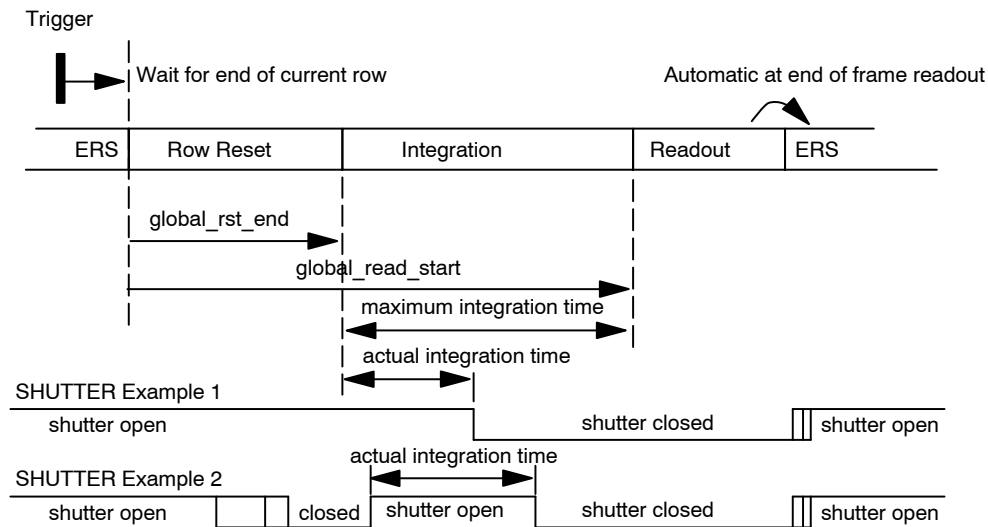 Trigger
Wait for end of current row
Automatic at end of frame readout
ERS Row Reset Integration Readout ERS
global_rst_end
global_read_start
maximum integration time
actual integration time
SHUTTER Example 1
shutter open shutter closed shutter open
actual integration time
SHUTTER Example 2
shutter open closed shutter open shutter closed shutter open